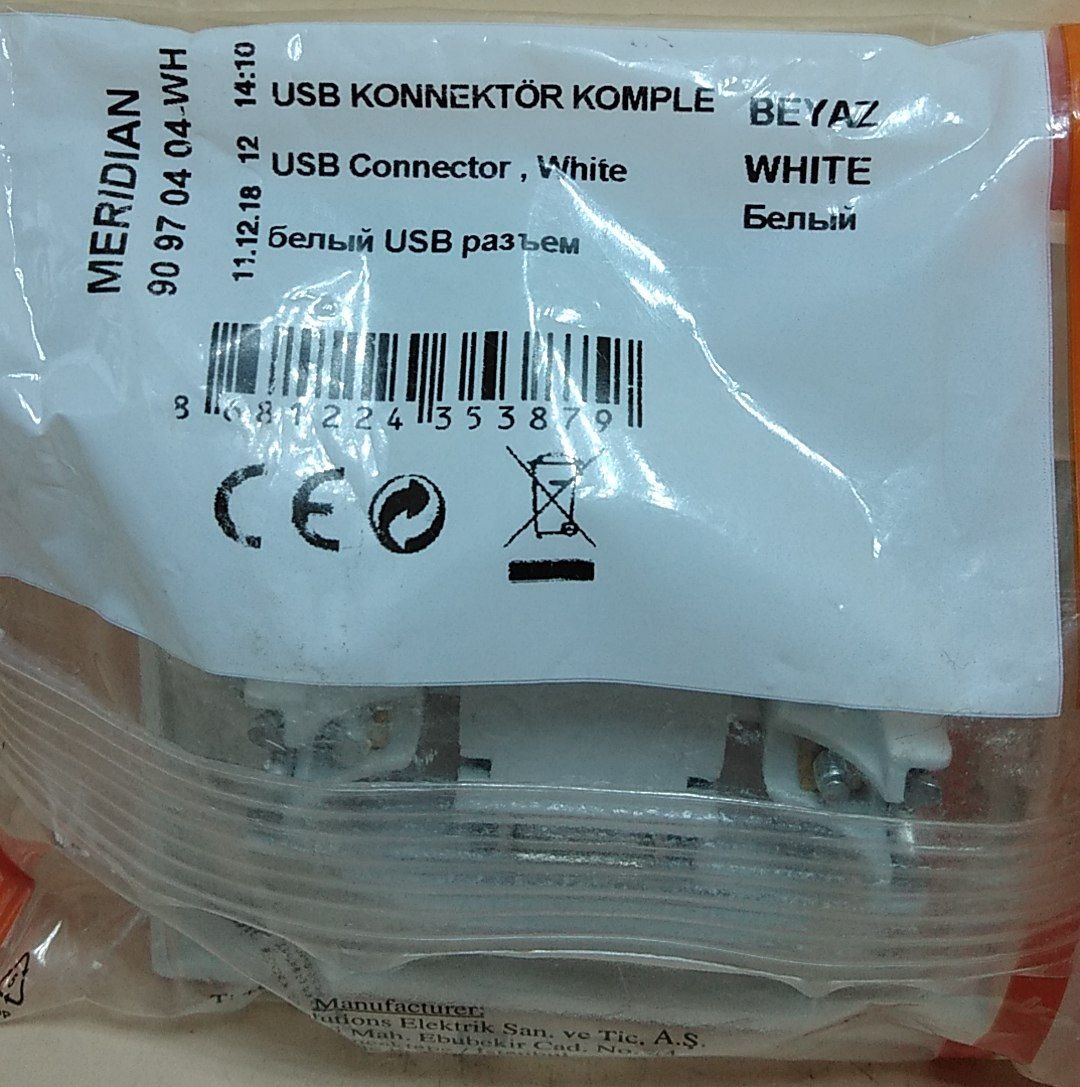 MERIDIAN
90 97 04 04-WH
11.12.18 12 14:10
USB KONNEKTÖR KOMPLE
BEYAZ
USB Connector , White
WHITE
белый USB разъем
Белый
8 681224 353879
CE
Manufacturer:
Elektrik San. ve Tic. A.Ş.
Mah. Ebubekir Cad. No.